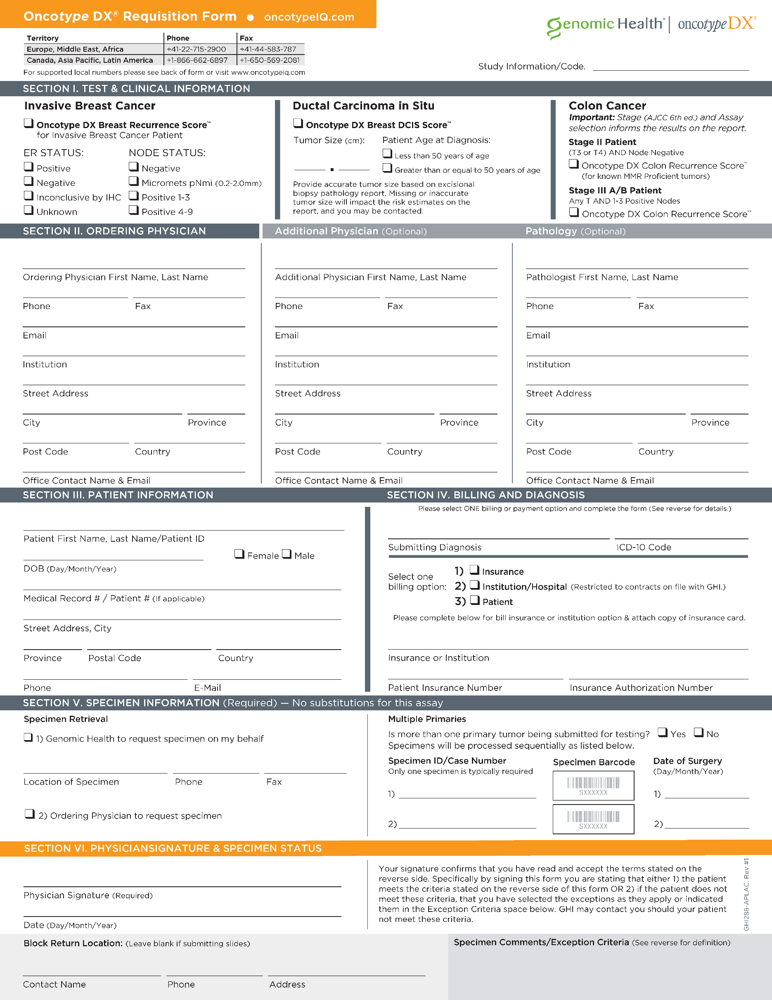 Oncotype DX® Requisition Form ● oncotypeIQ.com
Genomic Health® | oncotypeDX®
Territory Phone Fax
Europe, Middle East, Africa +41-22-715-2900 +41-44-583-787
Canada, Asia Pacific, Latin America +1-866-662-6897 +1-650-569-2081
For supported local numbers please see back of form or visit www.oncotypeiq.com
Study Information/Code.
SECTION I. TEST & CLINICAL INFORMATION
Invasive Breast Cancer
❑ Oncotype DX Breast Recurrence Score™
for Invasive Breast Cancer Patient
ER STATUS: NODE STATUS:
❑ Positive ❑ Negative
❑ Negative ❑ Micromets pNmi (0.2-2.0mm)
❑ Inconclusive by IHC ❑ Positive 1-3
❑ Unknown ❑ Positive 4-9
Ductal Carcinoma in Situ
❑ Oncotype DX Breast DCIS Score™
Tumor Size (cm): Patient Age at Diagnosis:
❑ Less than 50 years of age
❑ Greater than or equal to 50 years of age
Provide accurate tumor size based on excisional
biopsy pathology report. Missing or inaccurate
tumor size will impact the risk estimates on the
report, and you may be contacted.
Colon Cancer
Important: Stage (AJCC 6th ed.) and Assay
selection informs the results on the report.
Stage II Patient
(T3 or T4) AND Node Negative
❑ Oncotype DX Colon Recurrence Score™
(for known MMR Proficient tumors)
Stage III A/B Patient
Any T AND 1-3 Positive Nodes
❑ Oncotype DX Colon Recurrence Score™
SECTION II. ORDERING PHYSICIAN Additional Physician (Optional) Pathology (Optional)
Ordering Physician First Name, Last Name Additional Physician First Name, Last Name Pathologist First Name, Last Name
Phone Fax Phone Fax Phone Fax
Email Email Email
Institution Institution Institution
Street Address Street Address Street Address
City Province City Province City Province
Post Code Country Post Code Country Post Code Country
Office Contact Name & Email Office Contact Name & Email Office Contact Name & Email
SECTION III. PATIENT INFORMATION
Patient First Name, Last Name/Patient ID
❑ Female ❑ Male
DOB (Day/Month/Year)
Medical Record # / Patient # (If applicable)
Street Address, City
Province Postal Code Country
Phone E-Mail
SECTION IV. BILLING AND DIAGNOSIS
Please select ONE billing or payment option and complete the form (See reverse for details.)
Submitting Diagnosis ICD-10 Code
Select one
billing option:
1) ❑ Insurance
2) ❑ Institution/Hospital (Restricted to contracts on file with GHI.)
3) ❑ Patient
Please complete below for bill insurance or institution option & attach copy of insurance card.
Insurance or Institution
Patient Insurance Number Insurance Authorization Number
SECTION V. SPECIMEN INFORMATION (Required) — No substitutions for this assay
Specimen Retrieval
❑ 1) Genomic Health to request specimen on my behalf
Location of Specimen Phone Fax
❑ 2) Ordering Physician to request specimen
Multiple Primaries
Is more than one primary tumor being submitted for testing? ❑ Yes ❑ No
Specimens will be processed sequentially as listed below.
Specimen ID/Case Number Specimen Barcode Date of Surgery
Only one specimen is typically required (Day/Month/Year)
1) SXXXXXX 1)
2) SXXXXXX 2)
SECTION VI. PHYSICIANSIGNATURE & SPECIMEN STATUS
Physician Signature (Required)
Date (Day/Month/Year)
Your signature confirms that you have read and accept the terms stated on the
reverse side. Specifically by signing this form you are stating that either 1) the patient
meets the criteria stated on the reverse side of this form OR 2) if the patient does not
meet these criteria, that you have selected the exceptions as they apply or indicated
them in the Exception Criteria space below. GHI may contact you should your patient
not meet these criteria.
GHI288-APLAC, Rev #1
Block Return Location: (Leave blank if submitting slides)
Contact Name Phone Address
Specimen Comments/Exception Criteria (See reverse for definition)